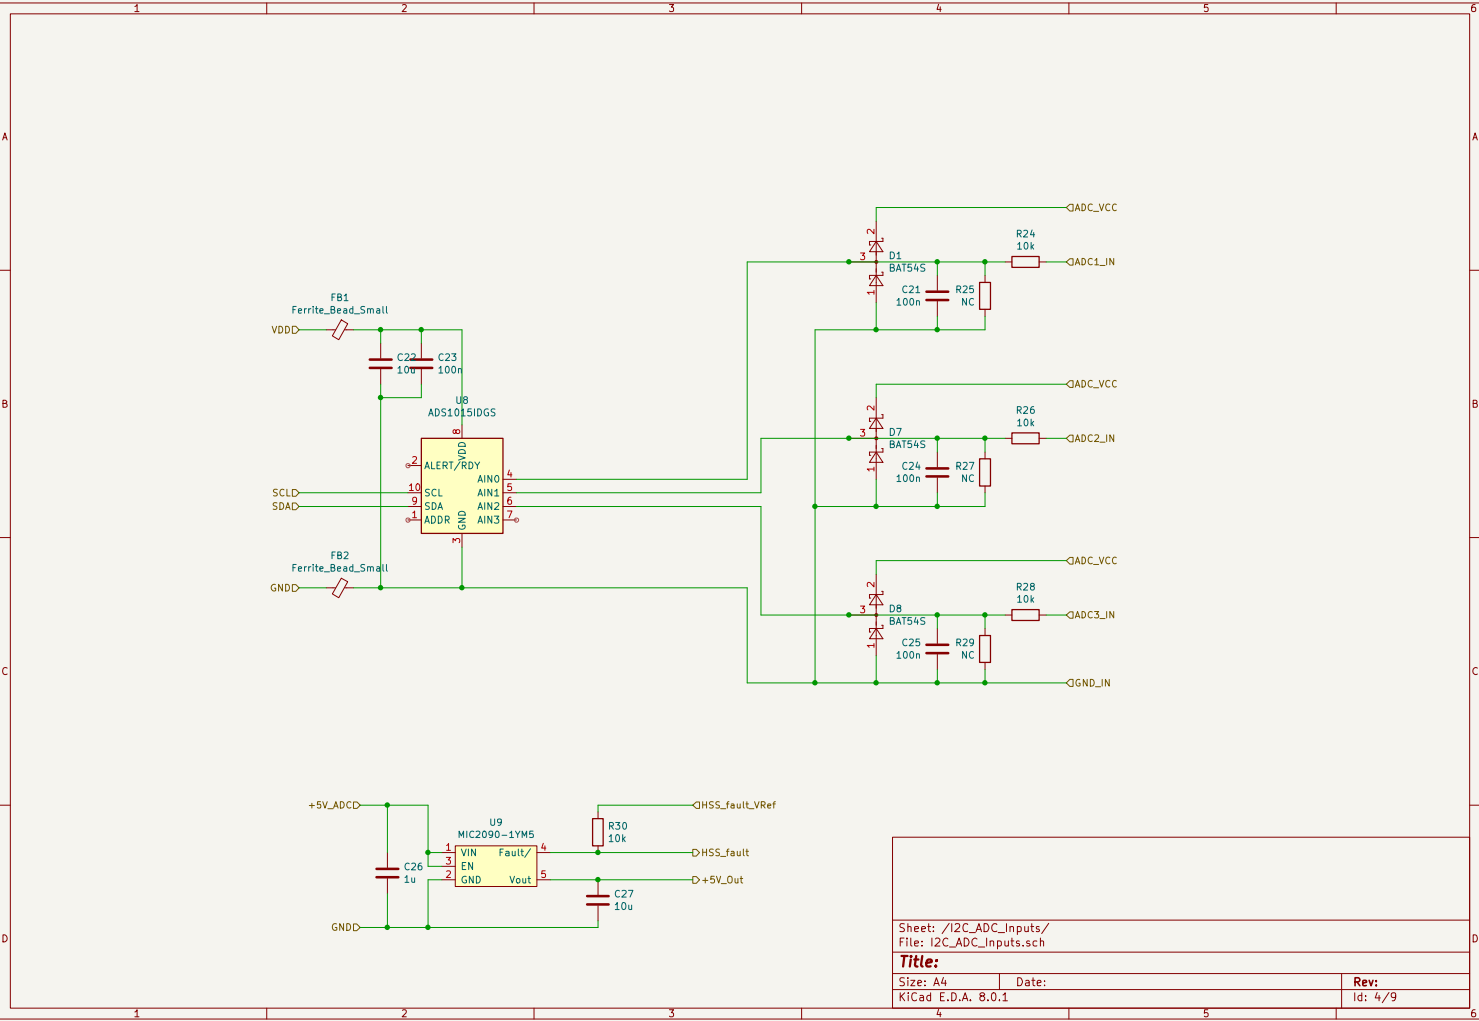 1 2 3 4 5 6
A A
B B
C C
D D
ADC_VCC
R24
10k
2
3
D1
BAT54S
ADC1_IN
1
C21
100n
R25
NC
FB1
Ferrite_Bead_Small
VDD
C22
10u
C23
100n
U8
ADS1015IDGS
8
VDD
2
ALERT/RDY
AIN0
4
SCL
10
SCL
AIN1
5
SDA
9
SDA
AIN2
6
1
ADDR
GND
AIN3
7
3
FB2
Ferrite_Bead_Small
GND
ADC_VCC
R26
10k
2
3
D7
BAT54S
ADC2_IN
1
C24
100n
R27
NC
ADC_VCC
R28
10k
2
3
D8
BAT54S
ADC3_IN
1
C25
100n
R29
NC
GND_IN
+5V_ADC
HSS_fault_VRef
U9
MIC2090-1YM5
R30
10k
1
VIN
Fault/
4
HSS_fault
3
EN
2
GND
Vout
5
+5V_Out
C26
1u
C27
10u
GND
Sheet: /I2C_ADC_Inputs/
File: I2C_ADC_Inputs.sch
Title:
Size: A4 Date: Rev:
KiCad E.D.A. 8.0.1 Id: 4/9
1 2 3 4 5 6